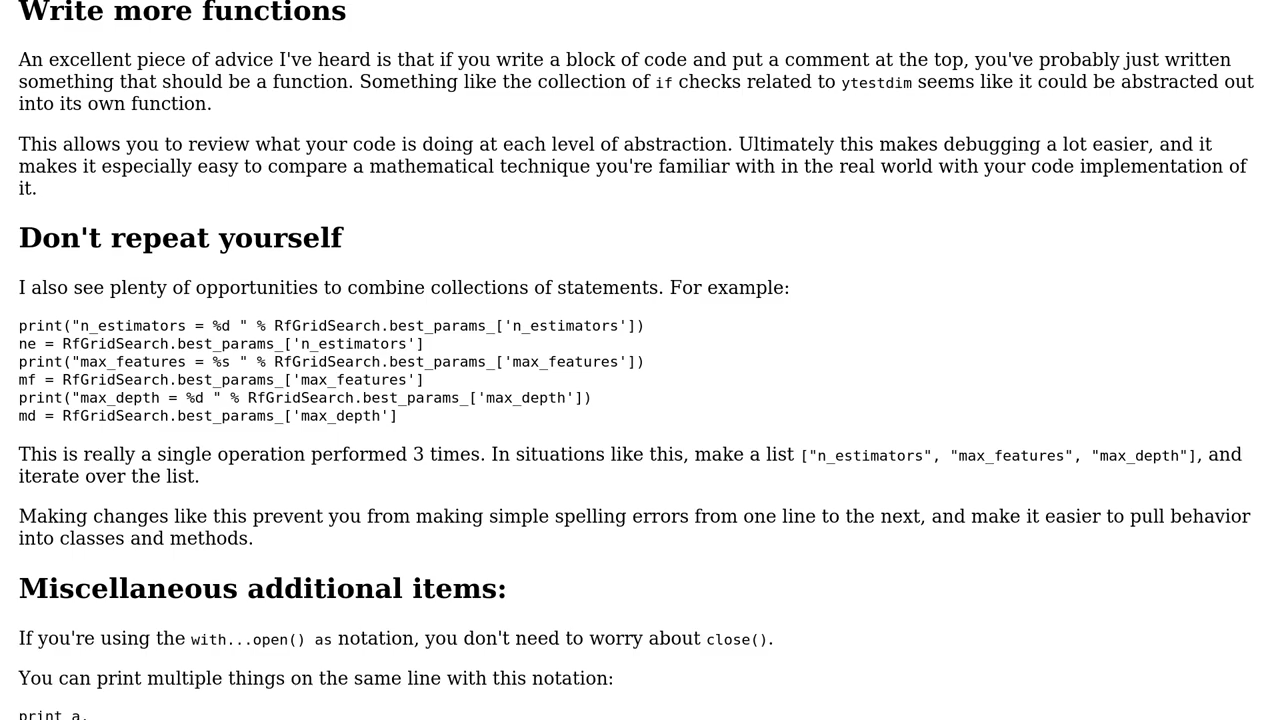 Write more functions
An excellent piece of advice I've heard is that if you write a block of code and put a comment at the top, you've probably just written
something that should be a function. Something like the collection of if checks related to ytestdim seems like it could be abstracted out
into its own function.
This allows you to review what your code is doing at each level of abstraction. Ultimately this makes debugging a lot easier, and it
makes it especially easy to compare a mathematical technique you're familiar with in the real world with your code implementation of
it.
Don't repeat yourself
I also see plenty of opportunities to combine collections of statements. For example:
print("n_estimators = %d " % RfGridSearch.best_params_['n_estimators'])
ne = RfGridSearch.best_params_['n_estimators']
print("max_features = %s " % RfGridSearch.best_params_['max_features'])
mf = RfGridSearch.best_params_['max_features']
print("max_depth = %d " % RfGridSearch.best_params_['max_depth'])
md = RfGridSearch.best_params_['max_depth']
This is really a single operation performed 3 times. In situations like this, make a list ["n_estimators", "max_features", "max_depth"], and
iterate over the list.
Making changes like this prevent you from making simple spelling errors from one line to the next, and make it easier to pull behavior
into classes and methods.
Miscellaneous additional items:
If you're using the with...open() as notation, you don't need to worry about close().
You can print multiple things on the same line with this notation:
print a,